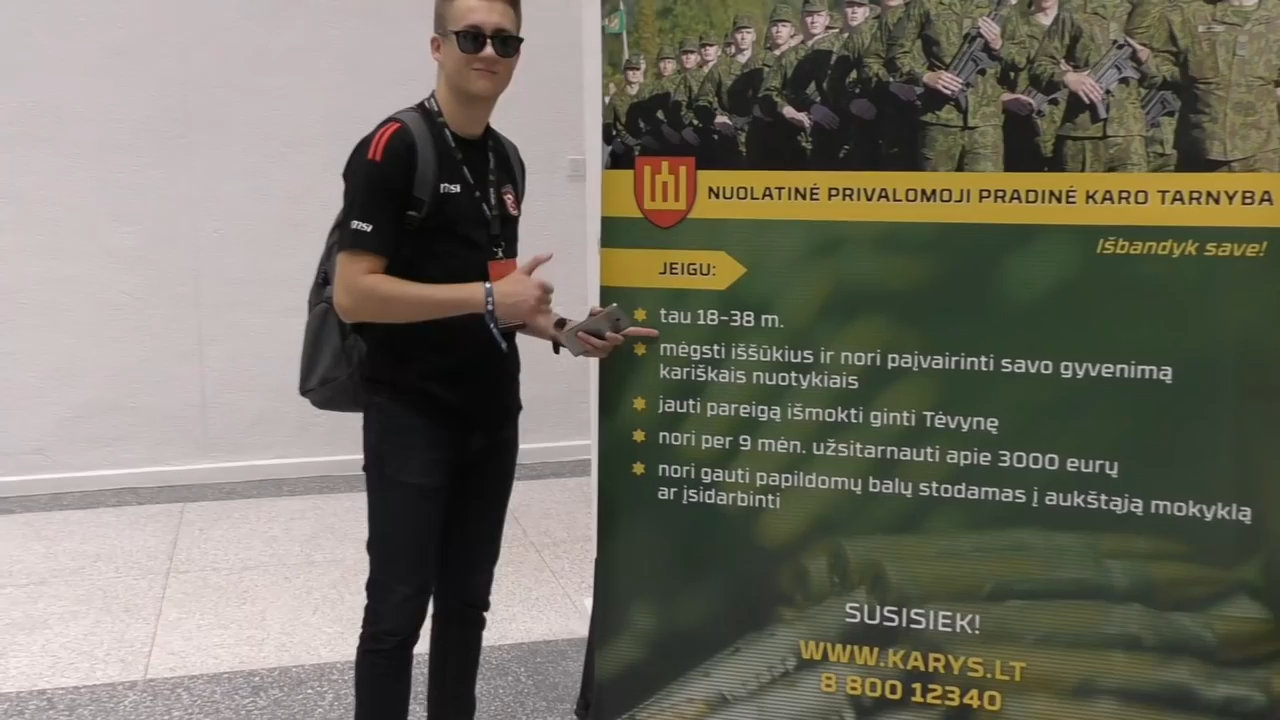 msi
msi
NUOLATINĖ PRIVALOMOJI PRADINĖ KARO TARNYBA
Išbandyk save!
JEIGU:
tau 18-38 m.
mėgsti iššūkius ir nori paįvairinti savo gyvenimą
kariškais nuotykiais
jauti pareigą išmokti ginti Tėvynę
nori per 9 mėn. užsitarnauti apie 3000 eurų
nori gauti papildomų balų stodamas į aukštąją mokyklą
ar įsidarbinti
SUSISIEK!
WWW.KARYS.LT
8 800 12340